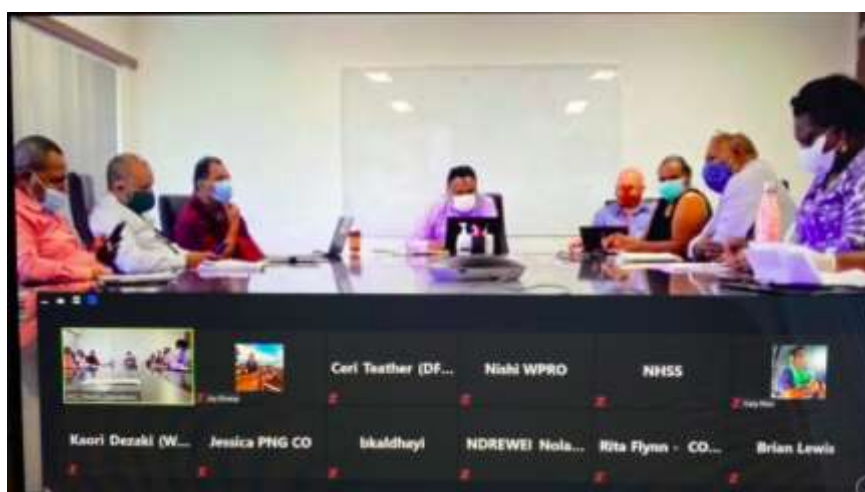 Ceri Teather (DF...
Nishi WPRO
NHSS
Kaori Dezaki (W...
Jessica PNG CO
bkaldhayi
NDREWEI Nola...
Rita Flynn - CO...
Brian Lewis